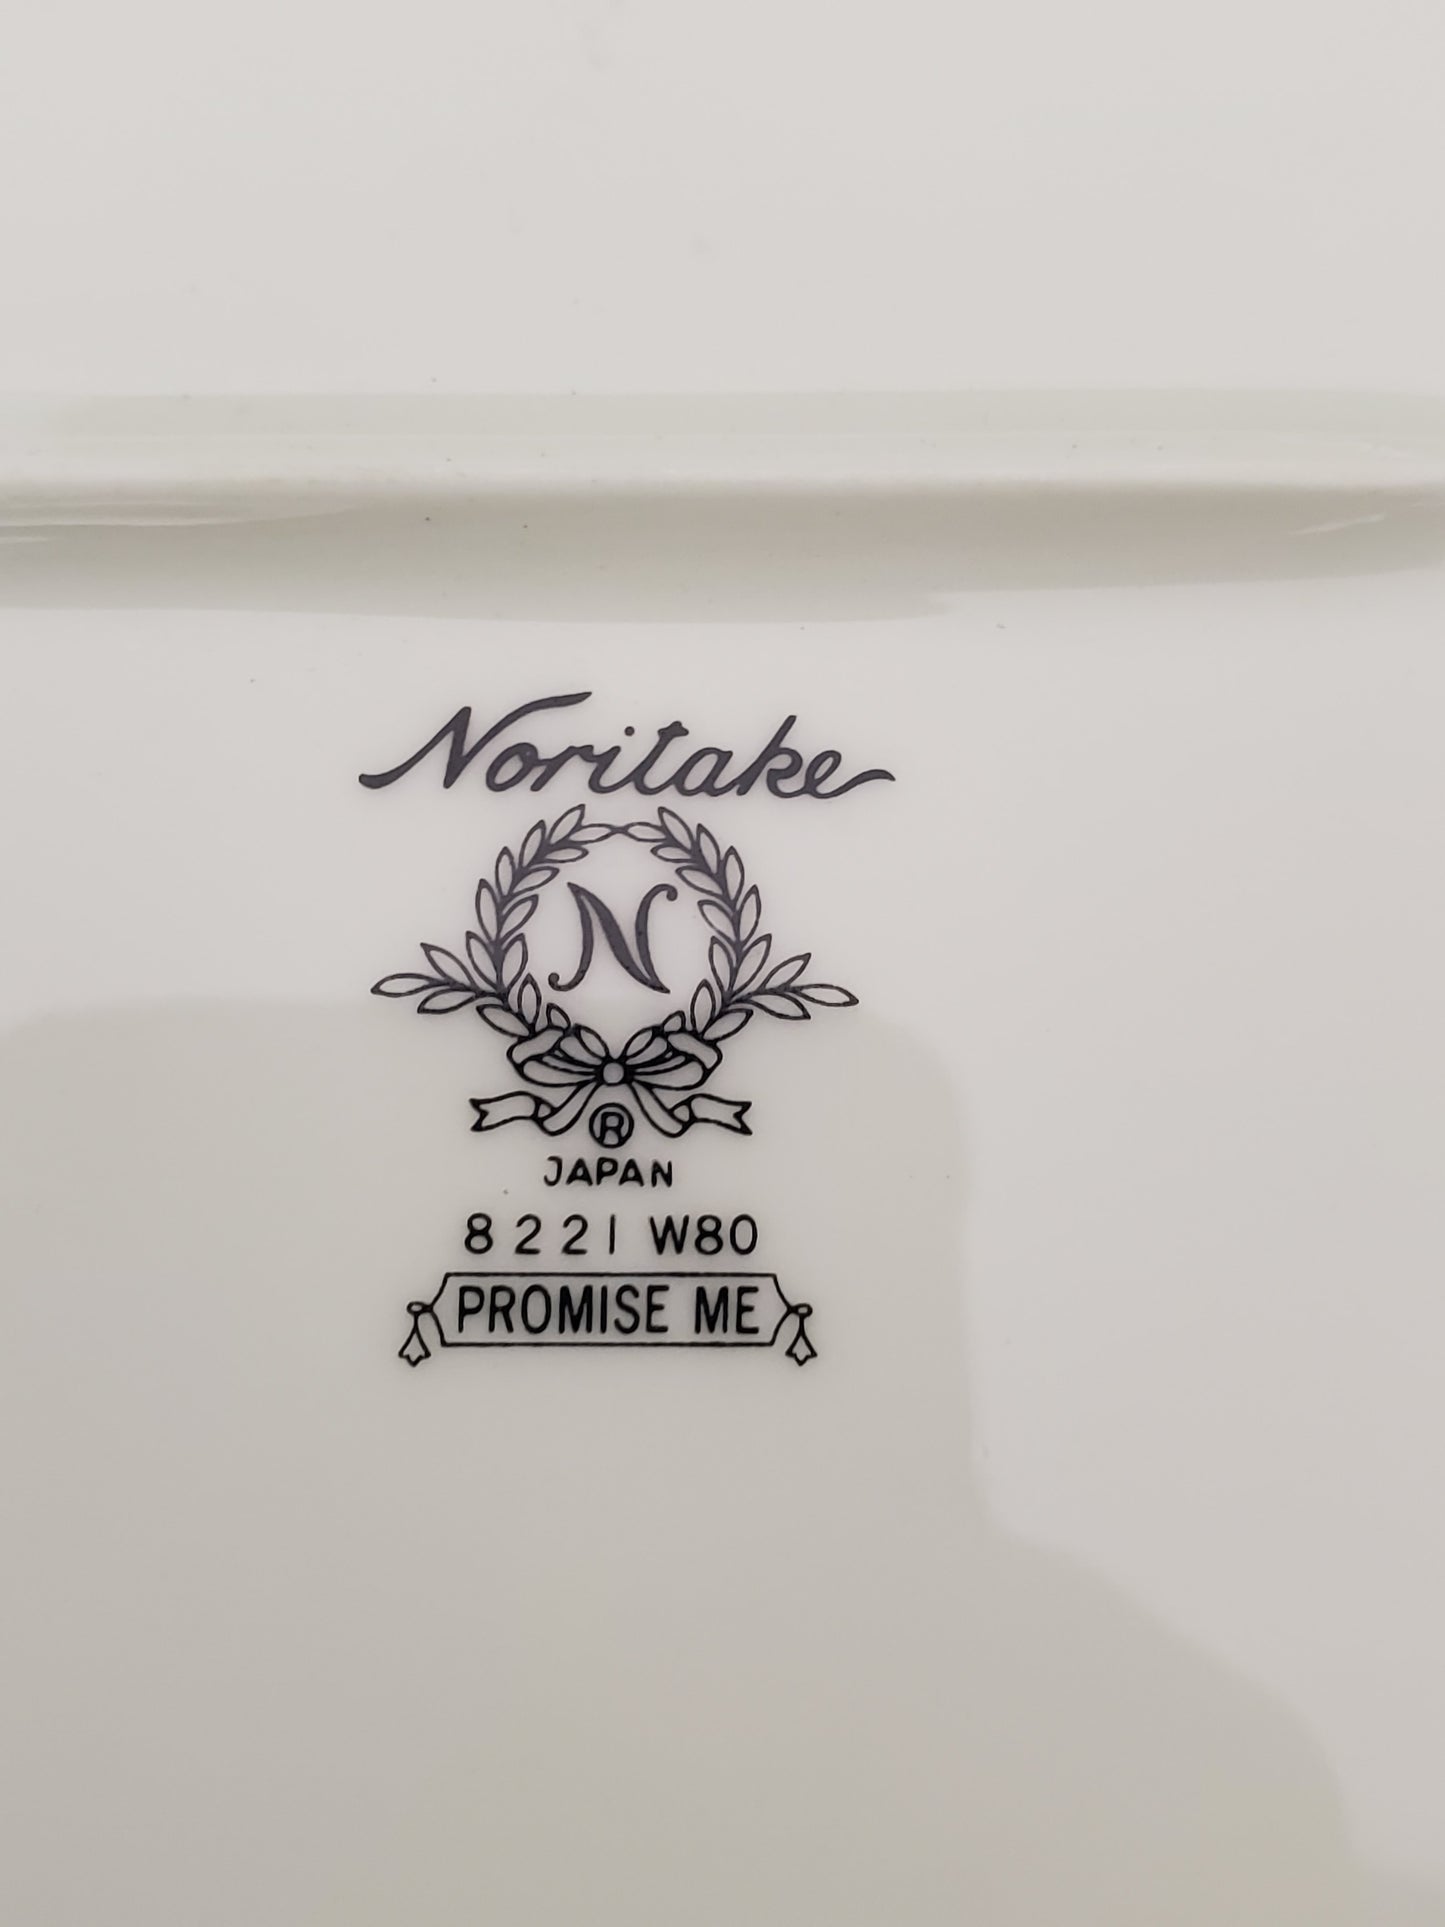 Noritake
N
®
JAPAN
8221 W80
PROMISE ME